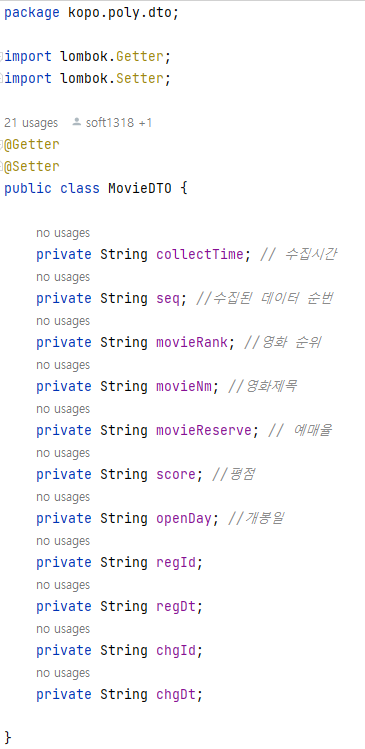 package kopo.poly.dto;
import lombok.Getter;
import lombok.Setter;
21 usages soft1318 +1
@Getter
@Setter
public class MovieDTO {
no usages
private String collectTime; // 수집시간
no usages
private String seq; //수집된 데이터 순번
no usages
private String movieRank; //영화 순위
no usages
private String movieNm; //영화제목
no usages
private String movieReserve; // 예매율
no usages
private String score; //평점
no usages
private String openDay; //개봉일
no usages
private String regId;
no usages
private String regDt;
no usages
private String chgId;
no usages
private String chgDt;
}